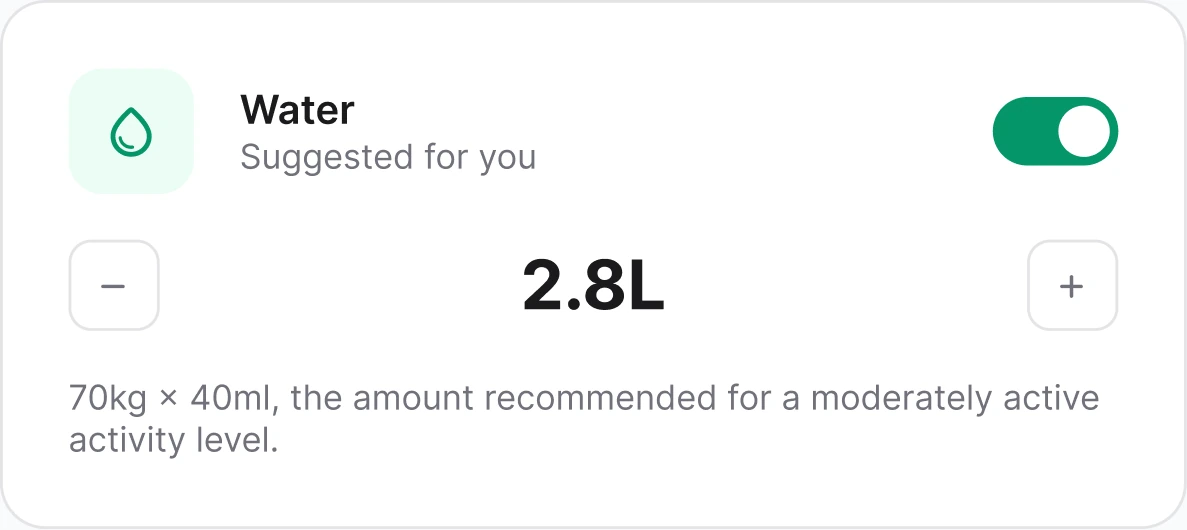 Water
Suggested for you
−
2.8L
+
70kg × 40ml, the amount recommended for a moderately active
activity level.